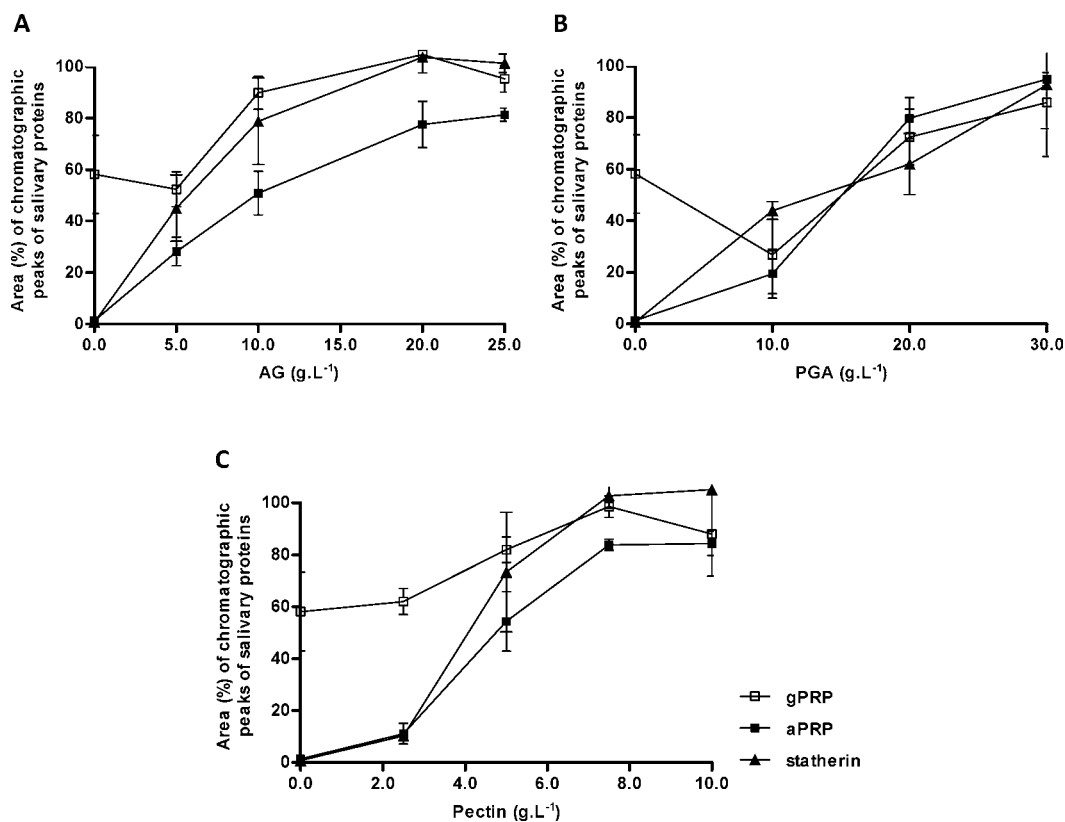 A
Area (%) of chromatographic
peaks of salivary proteins
100
80
60
40
20
0
0.0 5.0 10.0 15.0 20.0 25.0
AG (g.L-1)
B
Area (%) of chromatographic
peaks of salivary proteins
100
80
60
40
20
0
0.0 10.0 20.0 30.0
PGA (g.L-1)
C
Area (%) of chromatographic
peaks of salivary proteins
100
80
60
40
20
0
0.0 2.0 4.0 6.0 8.0 10.0
Pectin (g.L-1)
gPRP
aPRP
statherin